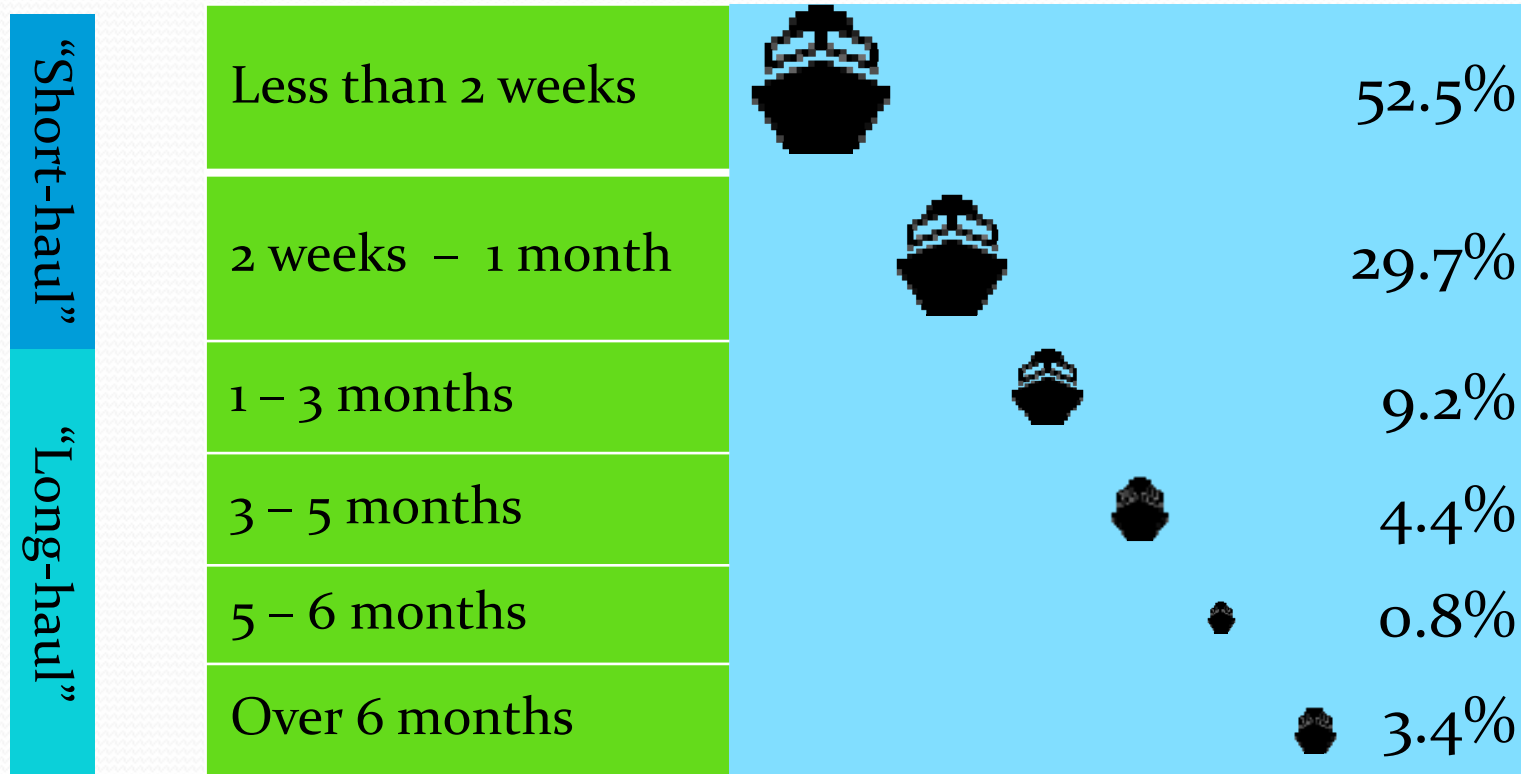 “Short-haul”
Less than 2 weeks 52.5%
2 weeks – 1 month 29.7%
“Long-haul”
1 – 3 months 9.2%
3 – 5 months 4.4%
5 – 6 months 0.8%
Over 6 months 3.4%